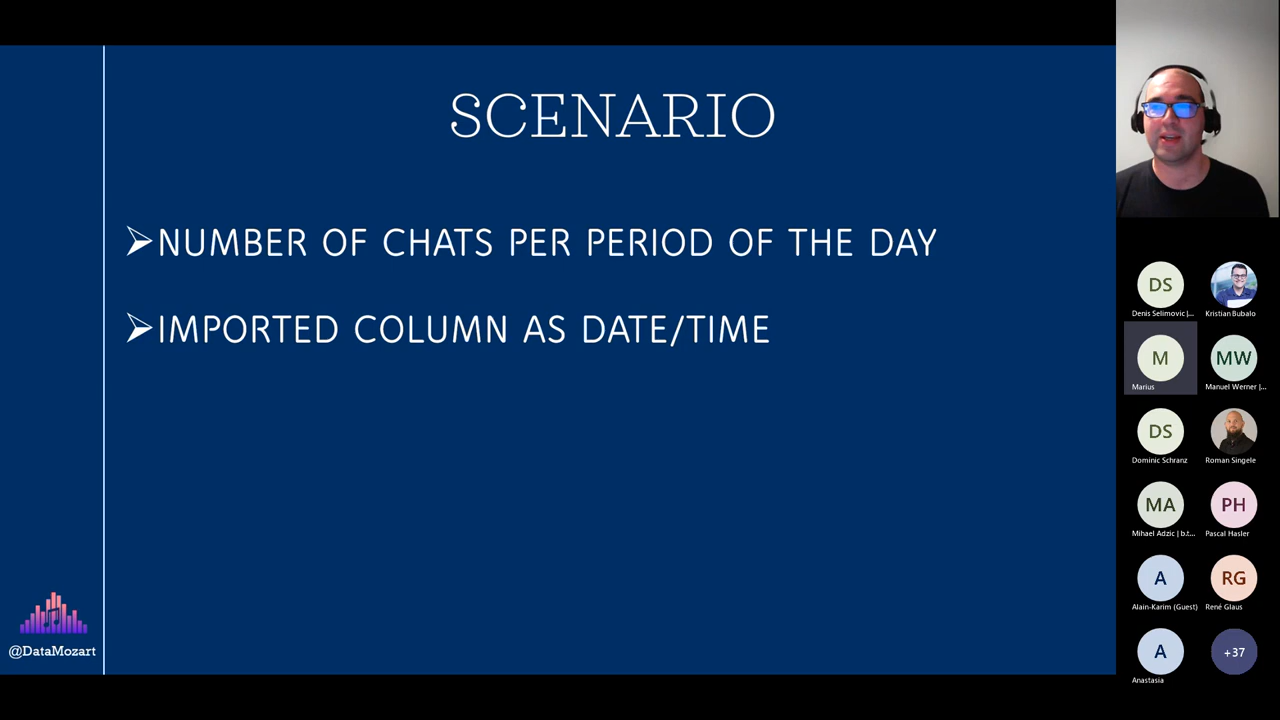 SCENARIO
➢NUMBER OF CHATS PER PERIOD OF THE DAY
➢IMPORTED COLUMN AS DATE/TIME
@DataMozart
DS
Denis Selimovic |...
Kristian Bubalo
M
Marius
MW
Manuel Werner |...
DS
Dominic Schranz
Roman Singele
MA
Mihael Adzic | b.t...
PH
Pascal Hasler
A
Alain-Karim (Guest)
RG
René Glaus
A
Anastasia
+37